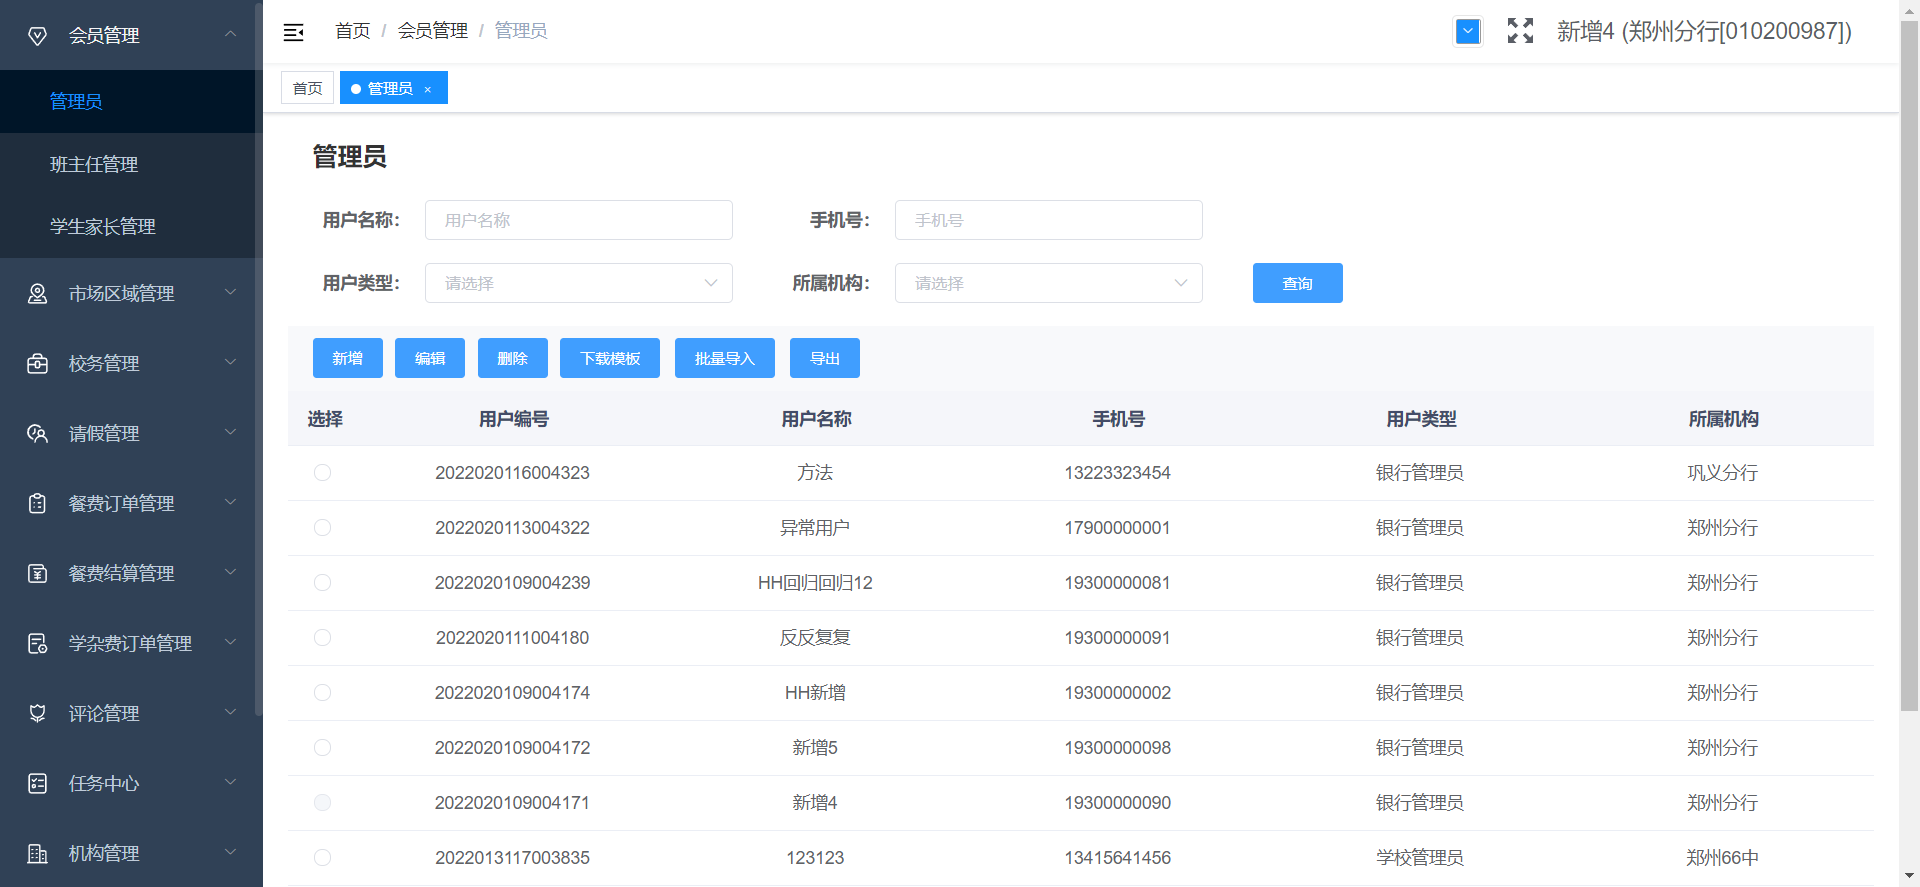 会员管理
管理员
班主任管理
学生家长管理
市场区域管理
校务管理
请假管理
餐费订单管理
餐费结算管理
学杂费订单管理
评论管理
任务中心
机构管理
首页 / 会员管理 / 管理员
新增4 (郑州分行[010200987])
首页
管理员 ×
管理员
用户名称: 用户名称 手机号: 手机号
用户类型: 请选择 所属机构: 请选择 查询
新增 编辑 删除 下载模板 批量导入 导出
选择 用户编号 用户名称 手机号 用户类型 所属机构
2022020116004323 方法 13223323454 银行管理员 巩义分行
2022020113004322 异常用户 17900000001 银行管理员 郑州分行
2022020109004239 HH回归回归12 19300000081 银行管理员 郑州分行
2022020111004180 反反复复 19300000091 银行管理员 郑州分行
2022020109004174 HH新增 19300000002 银行管理员 郑州分行
2022020109004172 新增5 19300000098 银行管理员 郑州分行
2022020109004171 新增4 19300000090 银行管理员 郑州分行
2022013117003835 123123 13415641456 学校管理员 郑州66中